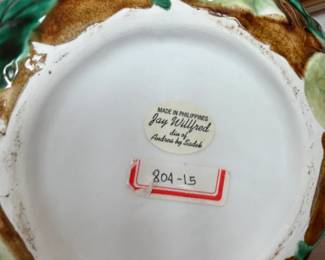 MADE IN PHILIPPINES
Jay Willfred
div of
Andrea by Sadek
804-15